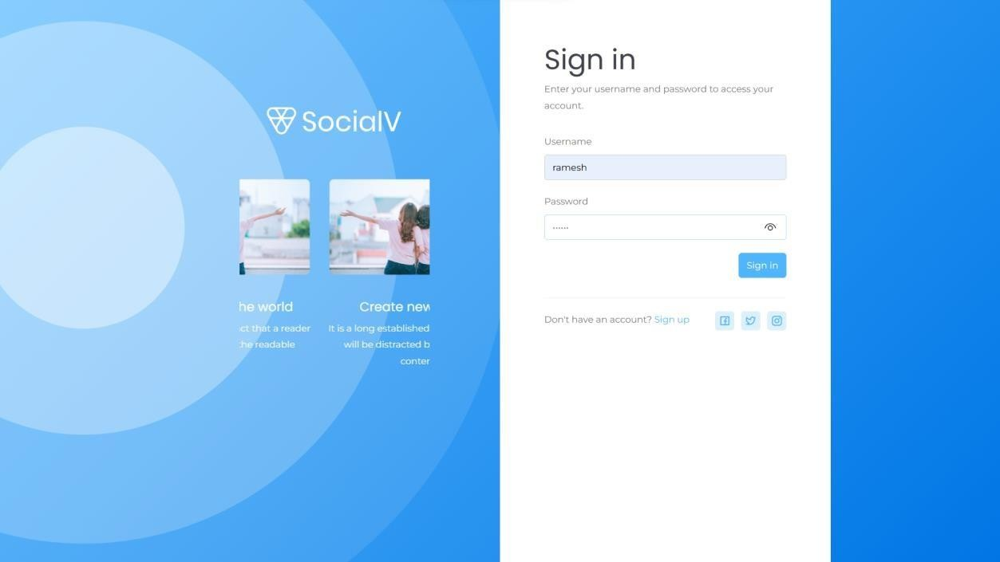 SocialV
he world
ct that a reader
the readable
Create new
It is a long established
will be distracted b
conter
Sign in
Enter your username and password to access your
account.
Username
ramesh
Password
······
Sign in
Don't have an account? Sign up